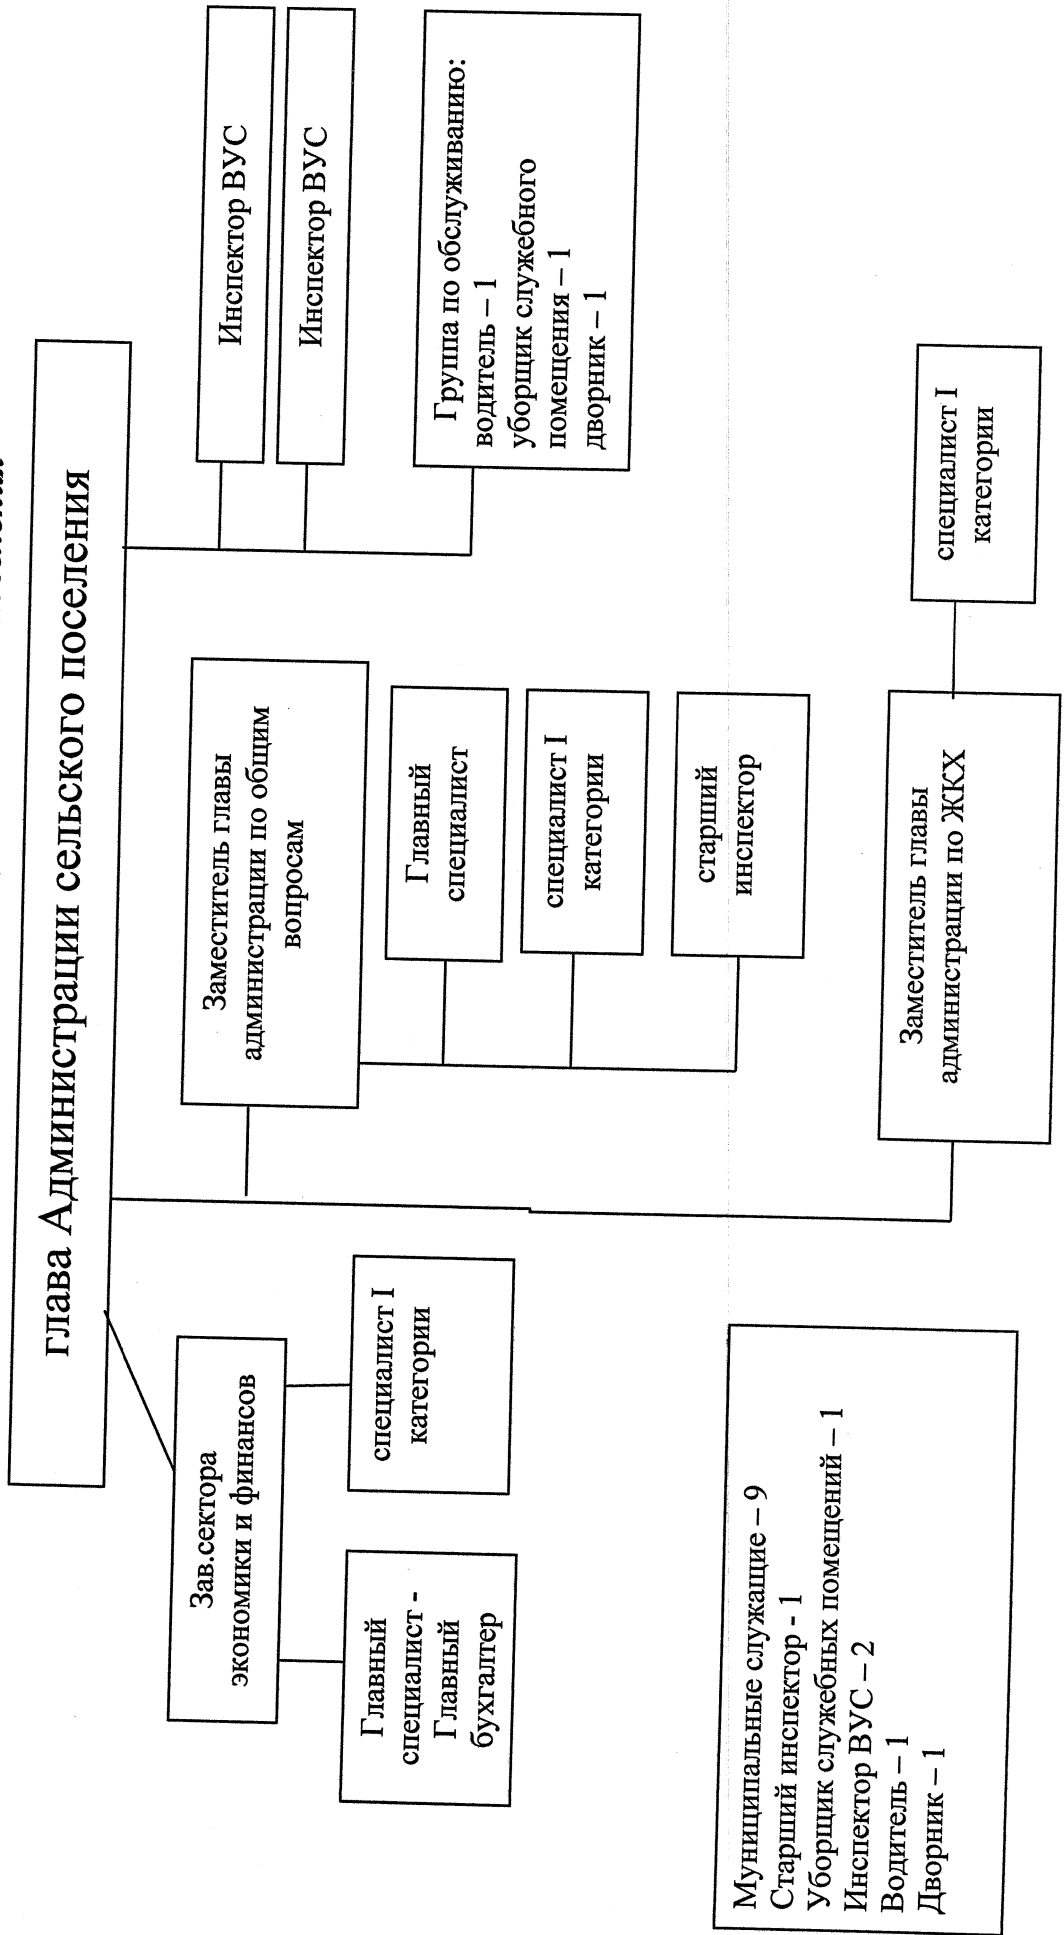 глава Администрации сельского поселения
Зав.сектора
экономики и финансов
Главный
специалист -
Главный
бухгалтер
специалист I
категории
Заместитель главы
администрации по общим
вопросам
Главный
специалист
специалист I
категории
старший
инспектор
Заместитель главы
администрации по ЖКХ
специалист I
категории
Инспектор ВУС
Инспектор ВУС
Группа по обслуживанию:
водитель – 1
уборщик служебного
помещения – 1
дворник – 1
Муниципальные служащие – 9
Старший инспектор - 1
Уборщик служебных помещений – 1
Инспектор ВУС – 2
Водитель – 1
Дворник – 1